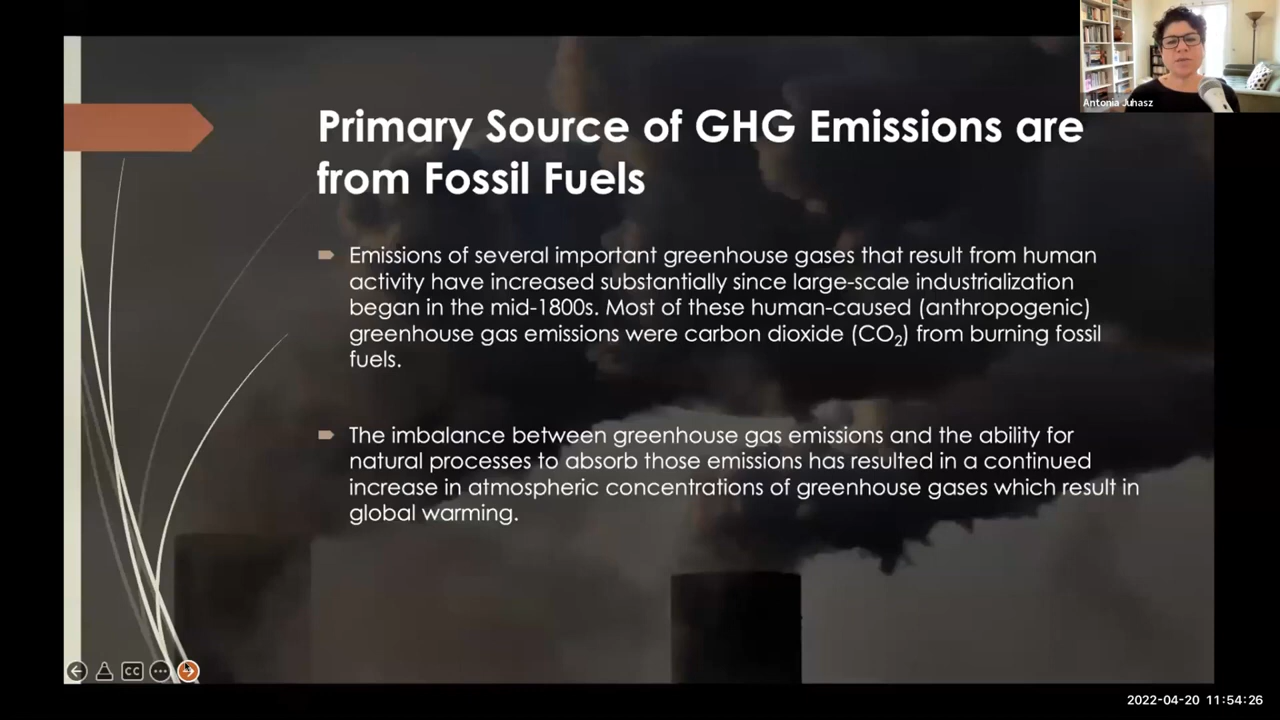 Antonia Juhasz
Primary Source of GHG Emissions are
from Fossil Fuels
Emissions of several important greenhouse gases that result from human
activity have increased substantially since large-scale industrialization
began in the mid-1800s. Most of these human-caused (anthropogenic)
greenhouse gas emissions were carbon dioxide (CO₂) from burning fossil
fuels.
The imbalance between greenhouse gas emissions and the ability for
natural processes to absorb those emissions has resulted in a continued
increase in atmospheric concentrations of greenhouse gases which result in
global warming.
CC
2022-04-20 11:54:26